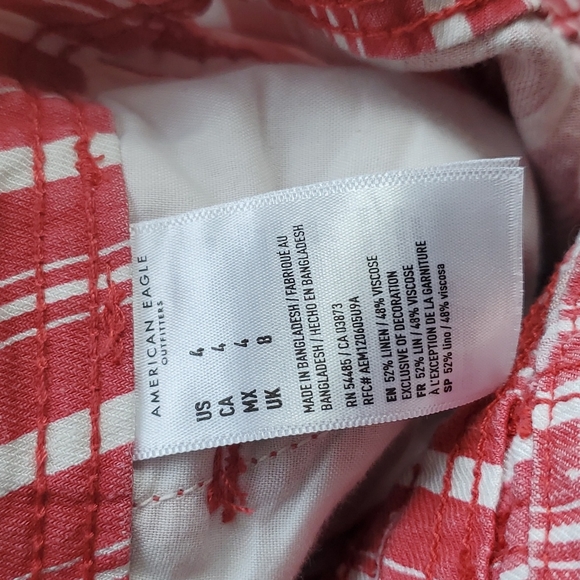 AMERICAN EAGLE
OUTFITTERS
US 4
CA 4
MX 4
UK 8
MADE IN BANGLADESH / FABRIQUÉ AU
BANGLADESH / HECHO EN BANGLADESH
RN 54485 / CA 03873
RFC# AEM120605U9A
EN 52% LINEN / 48% VISCOSE
EXCLUSIVE OF DECORATION
FR 52% LIN / 48% VISCOSE
À L'EXCEPTION DE LA GARNITURE
SP 52% lino / 48% viscosa